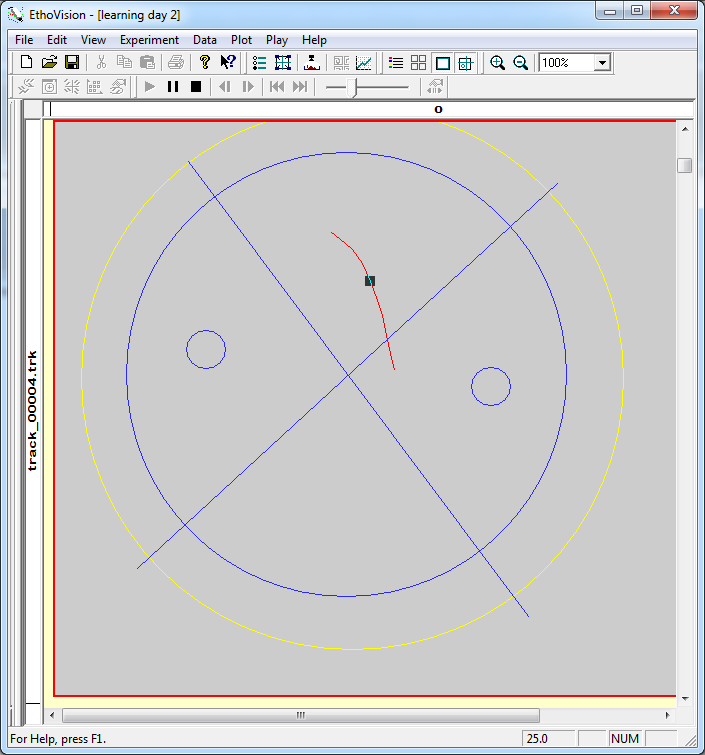 EthoVision - [learning day 2]
File Edit View Experiment Data Plot Play Help
100%
o
track_00004.trk
For Help, press F1.
25.0
NUM